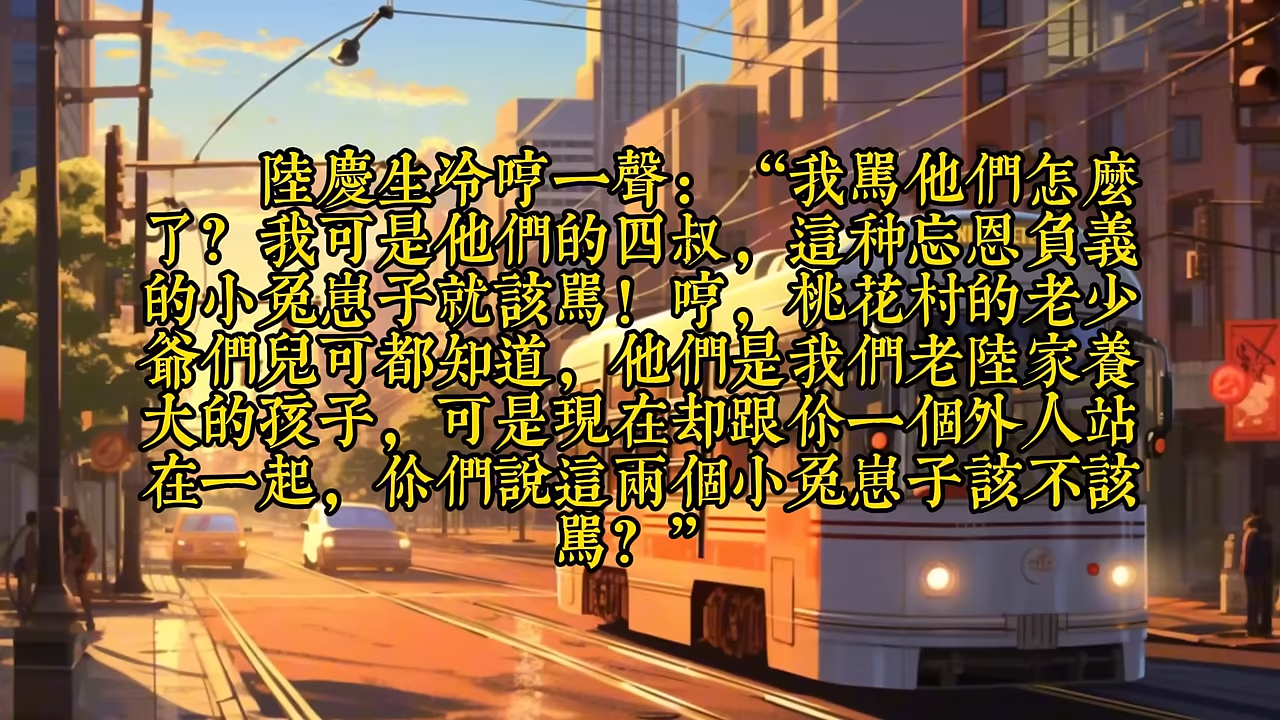 陸慶生冷哼一聲：“我罵他們怎麼
了？我可是他們的四叔，這种忘恩負義
的小兔崽子就該罵！哼，桃花村的老少
爺們兒可都知道，他們是我們老陸家養
大的孩子，可是現在却跟你一個外人站
在一起，你們說這兩個小兔崽子該不該
罵？”